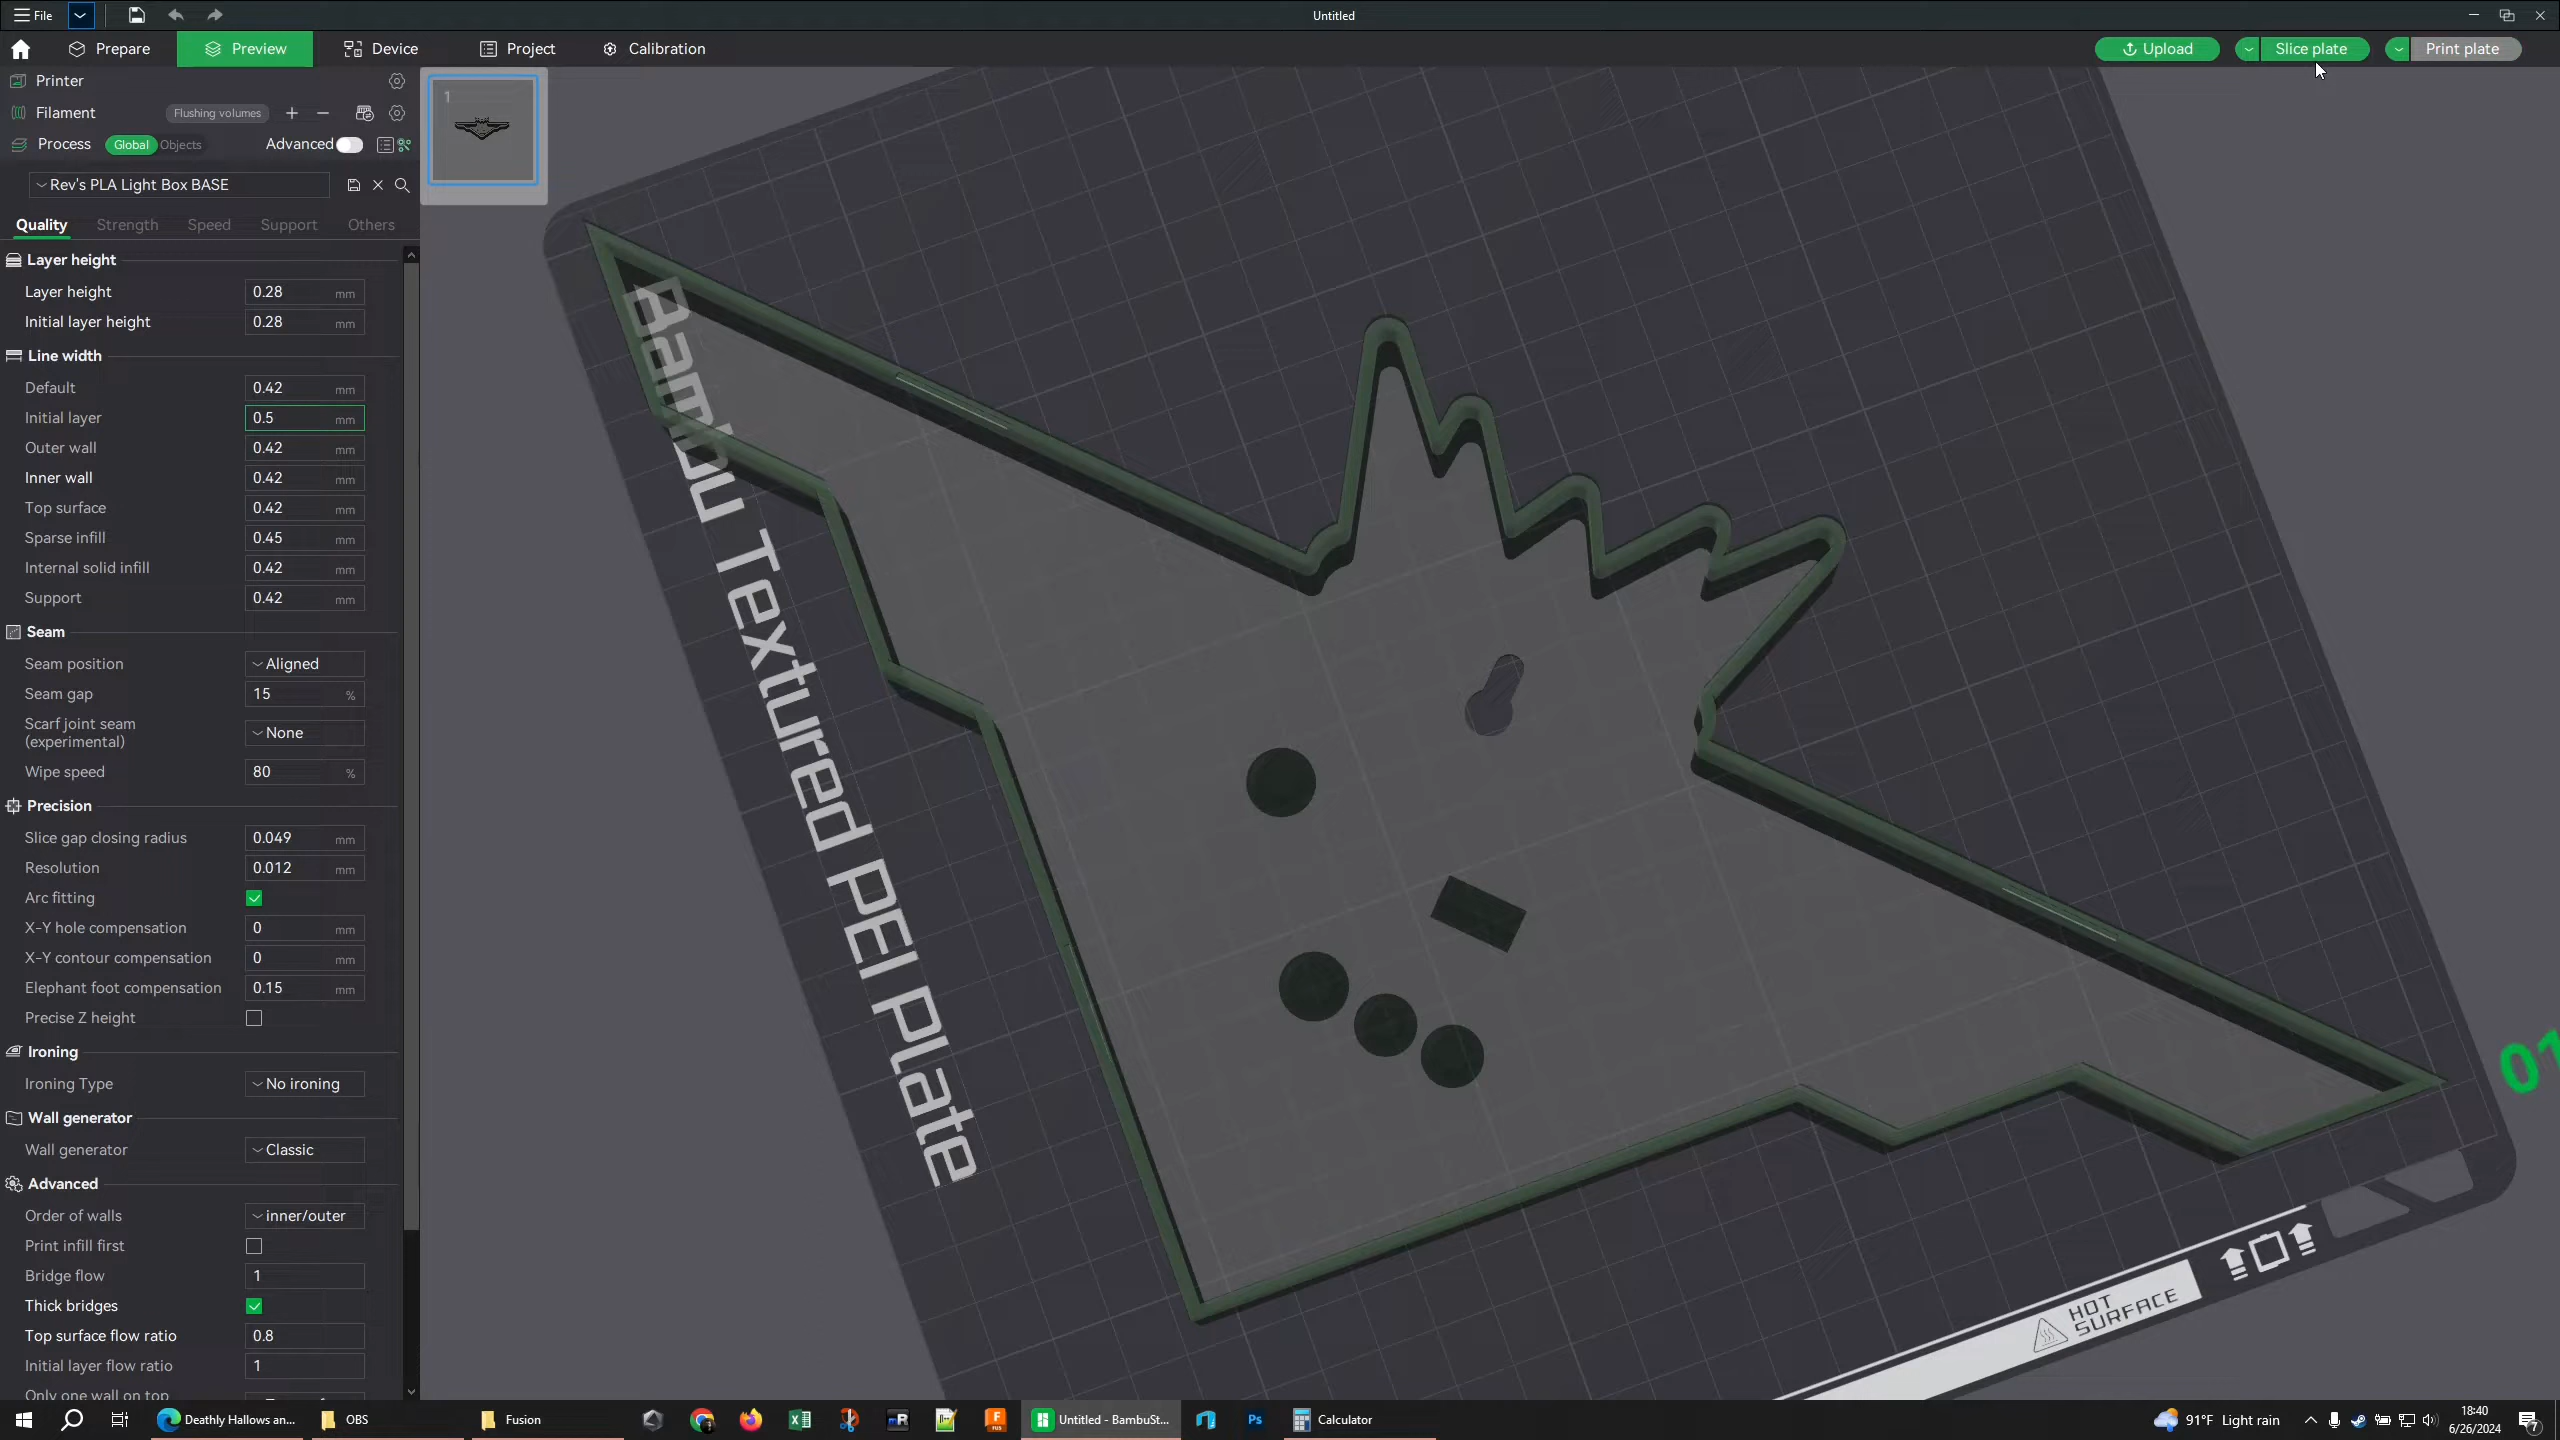 File
Untitled
Prepare
Preview
Device
Project
Calibration
Upload
Slice plate
Print plate
Printer
Filament
Flushing volumes
Process
Global
Objects
Advanced
Rev's PLA Light Box BASE
Quality
Strength
Speed
Support
Others
1
Layer height
Layer height 0.28 mm
Initial layer height 0.28 mm
Line width
Default 0.42 mm
Initial layer 0.5 mm
Outer wall 0.42 mm
Inner wall 0.42 mm
Top surface 0.42 mm
Sparse infill 0.45 mm
Internal solid infill 0.42 mm
Support 0.42 mm
Seam
Seam position Aligned
Seam gap 15 %
Scarf joint seam
(experimental) None
Wipe speed 80 %
Precision
Slice gap closing radius 0.049 mm
Resolution 0.012 mm
Arc fitting
X-Y hole compensation 0 mm
X-Y contour compensation 0 mm
Elephant foot compensation 0.15 mm
Precise Z height
Ironing
Ironing Type No ironing
Wall generator
Wall generator Classic
Advanced
Order of walls inner/outer
Print infill first
Bridge flow 1
Thick bridges
Top surface flow ratio 0.8
Initial layer flow ratio 1
Only one wall on top
Bambu Textured PEI Plate
01
HOT
SURFACE
Deathly Hallows an...
OBS
Fusion
Untitled - BambuSt...
Ps
Calculator
91°F Light rain
18:40
6/26/2024
7